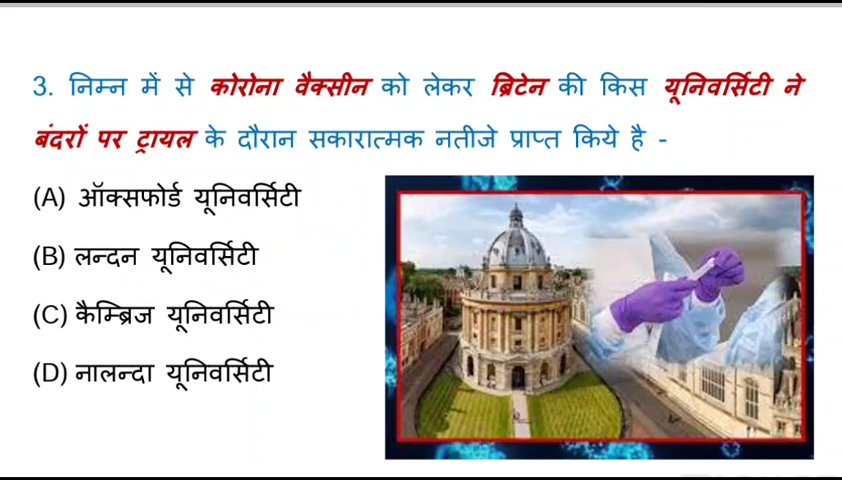 3. निम्न में से कोरोना वैक्सीन को लेकर ब्रिटेन की किस यूनिवर्सिटी ने
बंदरों पर ट्रायल के दौरान सकारात्मक नतीजे प्राप्त किये है -
(A) ऑक्सफोर्ड यूनिवर्सिटी
(B) लन्दन यूनिवर्सिटी
(C) कैम्ब्रिज यूनिवर्सिटी
(D) नालन्दा यूनिवर्सिटी